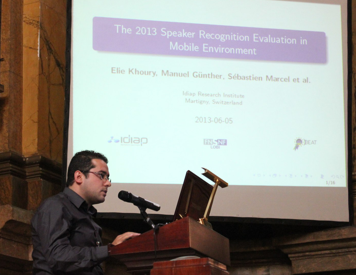 The 2013 Speaker Recognition Evaluation in
Mobile Environment
Elie Khoury, Manuel Günther, Sébastien Marcel et al.
Idiap Research Institute
Martigny, Switzerland
2013-06-05
idiap
BEAT